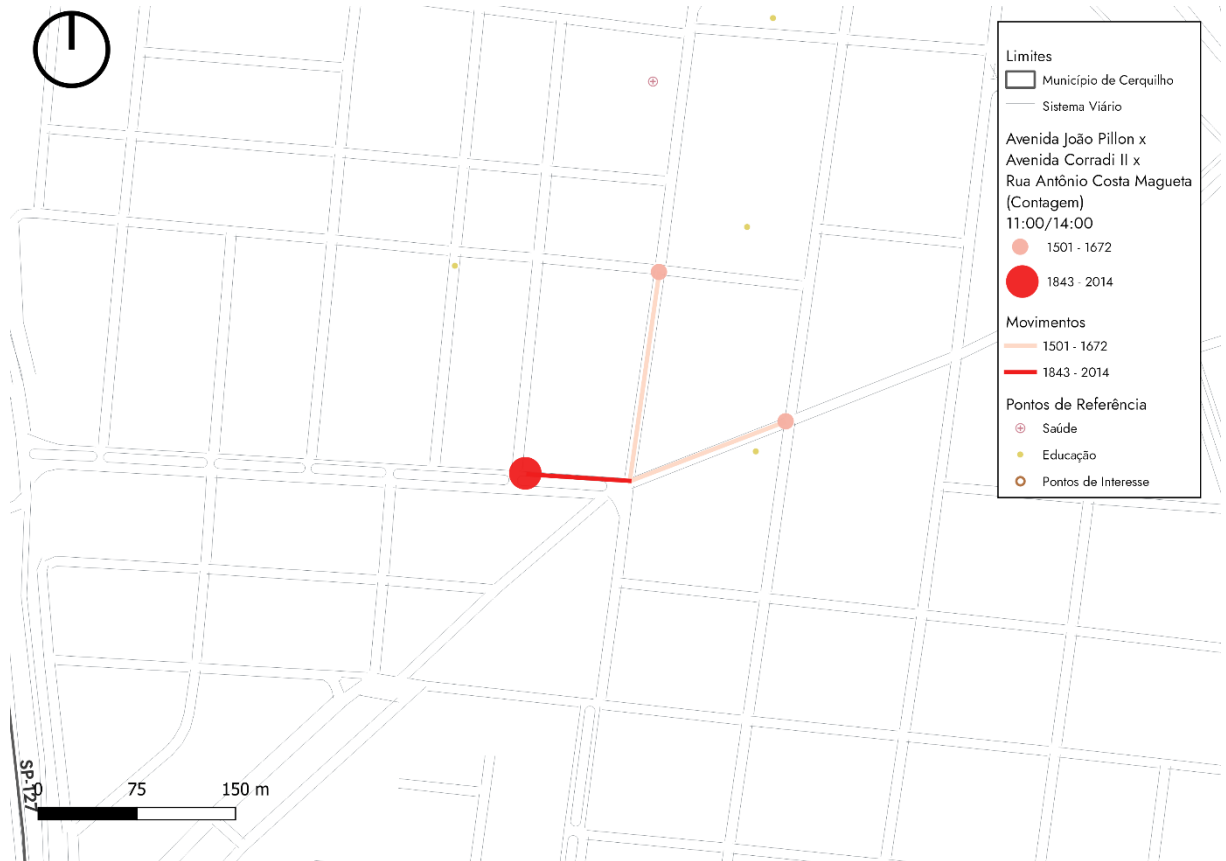 Limites
Município de Cerquilho
Sistema Viário
Avenida João Pillon x
Avenida Corradi II x
Rua Antônio Costa Magueta
(Contagem)
11:00/14:00
1501 - 1672
1843 - 2014
Movimentos
1501 - 1672
1843 - 2014
Pontos de Referência
Saúde
Educação
Pontos de Interesse
SP-127
0 75 150 m